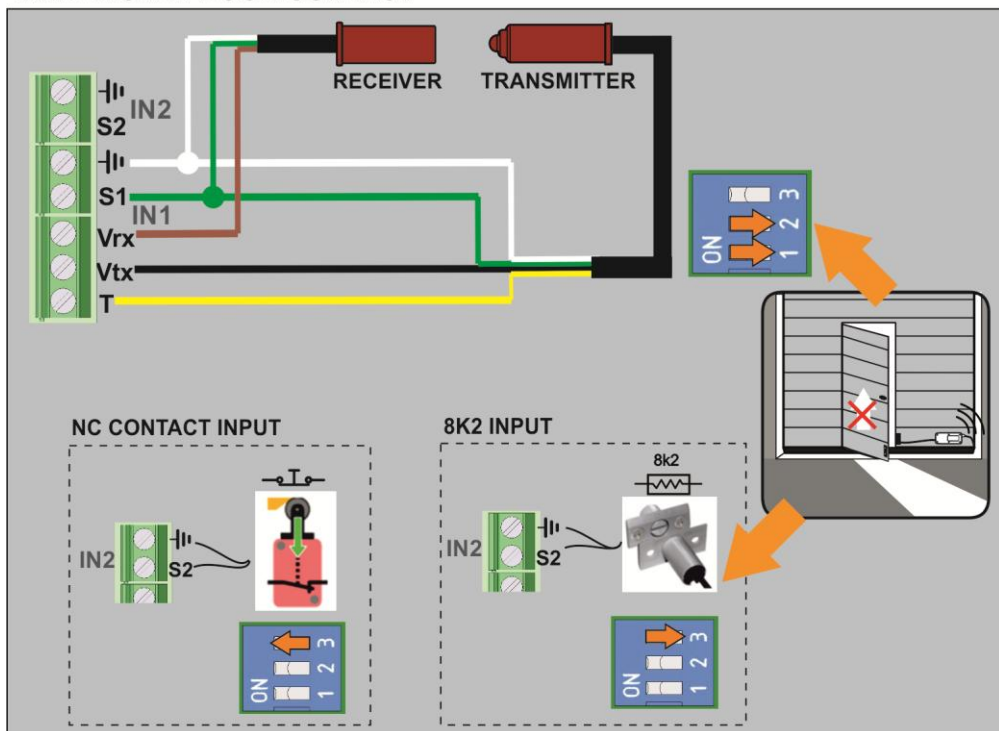 RECEIVER
TRANSMITTER
IN2
S2
S1
IN1
Vrx
Vtx
T
ON
1 2 3
NC CONTACT INPUT
IN2
S2
ON
1 2 3
8K2 INPUT
8k2
IN2
S2
ON
1 2 3